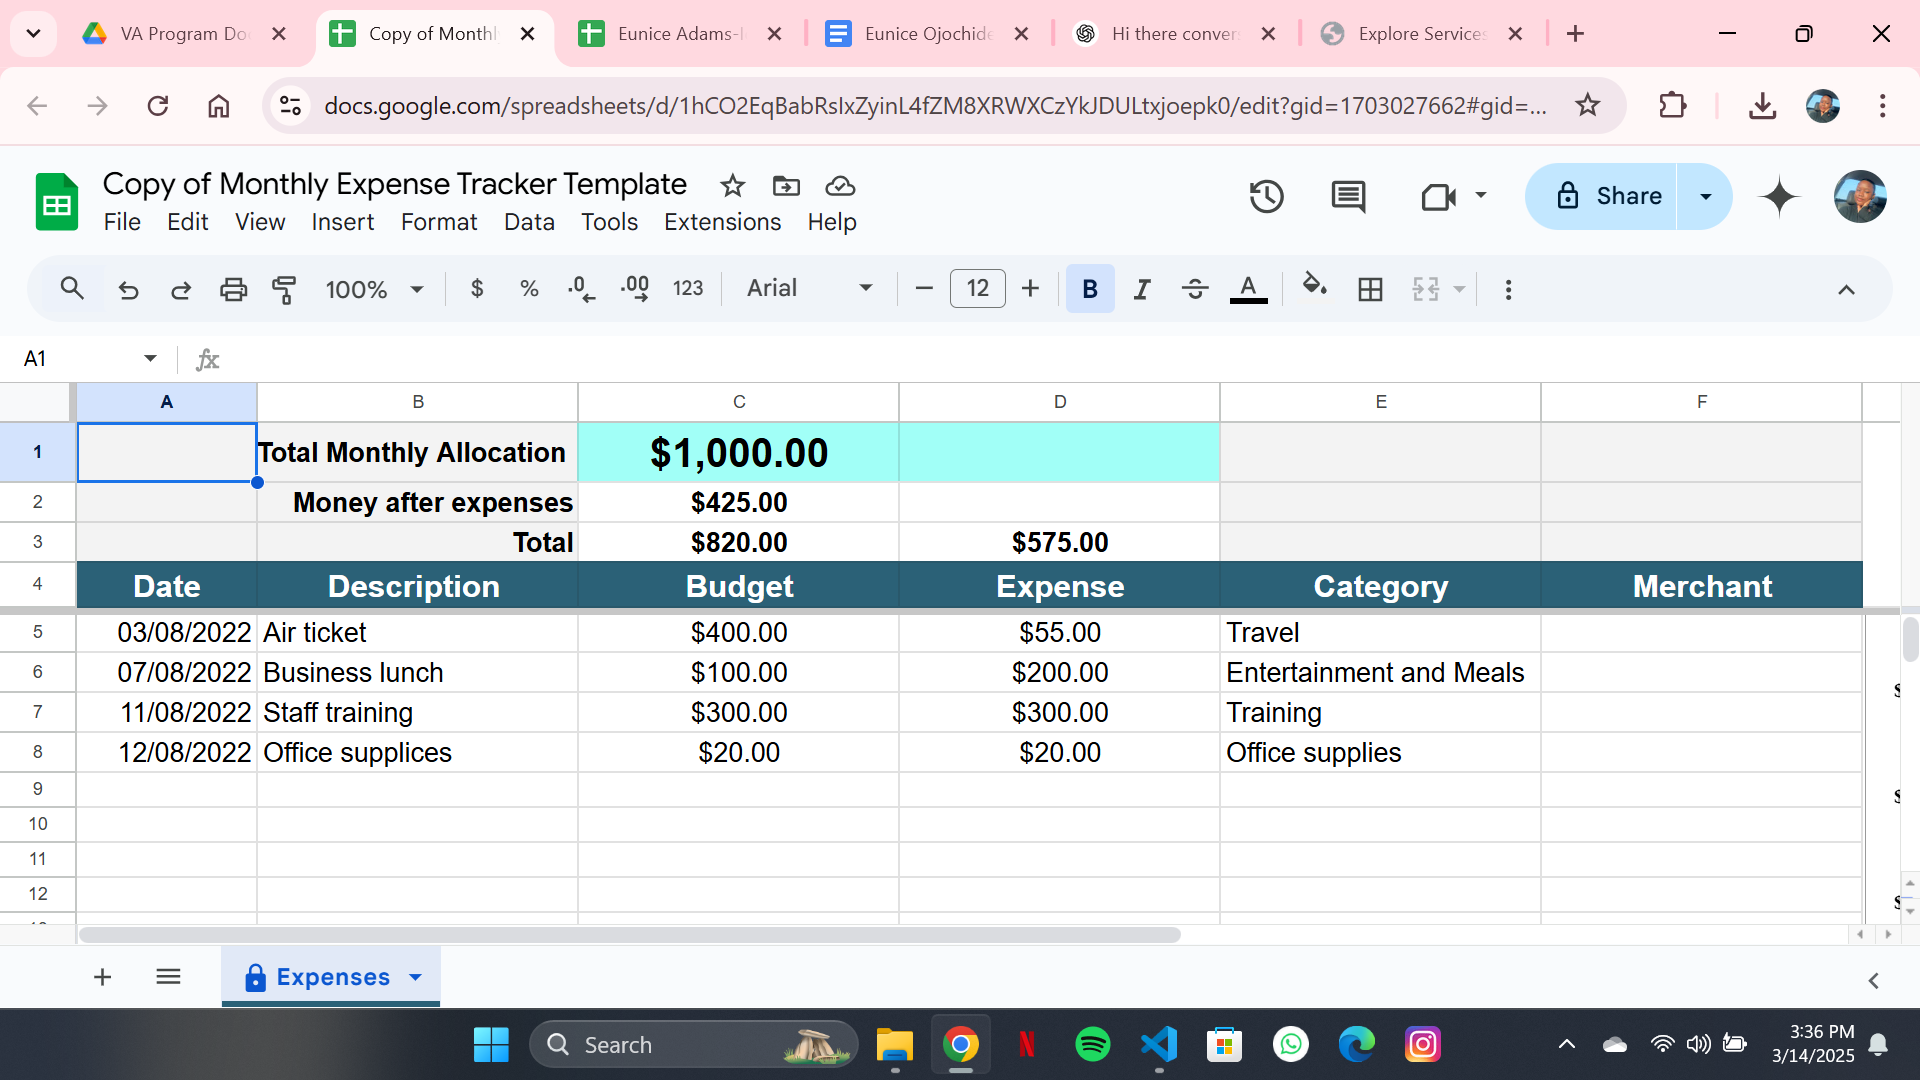 VA Program Do
Copy of Monthl
Eunice Adams-
Eunice Ojochide
Hi there conver
Explore Services
docs.google.com/spreadsheets/d/1hCO2EqBabRsIxZyinL4fZM8XRWXCzYkJDULtxjoepk0/edit?gid=1703027662#gid=...
Copy of Monthly Expense Tracker Template
File Edit View Insert Format Data Tools Extensions Help
Share
100% $ % .0 .00 123 Arial 12 B I S A
A1 fx
A B C D E F
1 Total Monthly Allocation $1,000.00
2 Money after expenses $425.00
3 Total $820.00 $575.00
4 Date Description Budget Expense Category Merchant
5 03/08/2022 Air ticket $400.00 $55.00 Travel
6 07/08/2022 Business lunch $100.00 $200.00 Entertainment and Meals
7 11/08/2022 Staff training $300.00 $300.00 Training
8 12/08/2022 Office supplices $20.00 $20.00 Office supplies
9
10
11
12
Expenses
Search
3:36 PM
3/14/2025